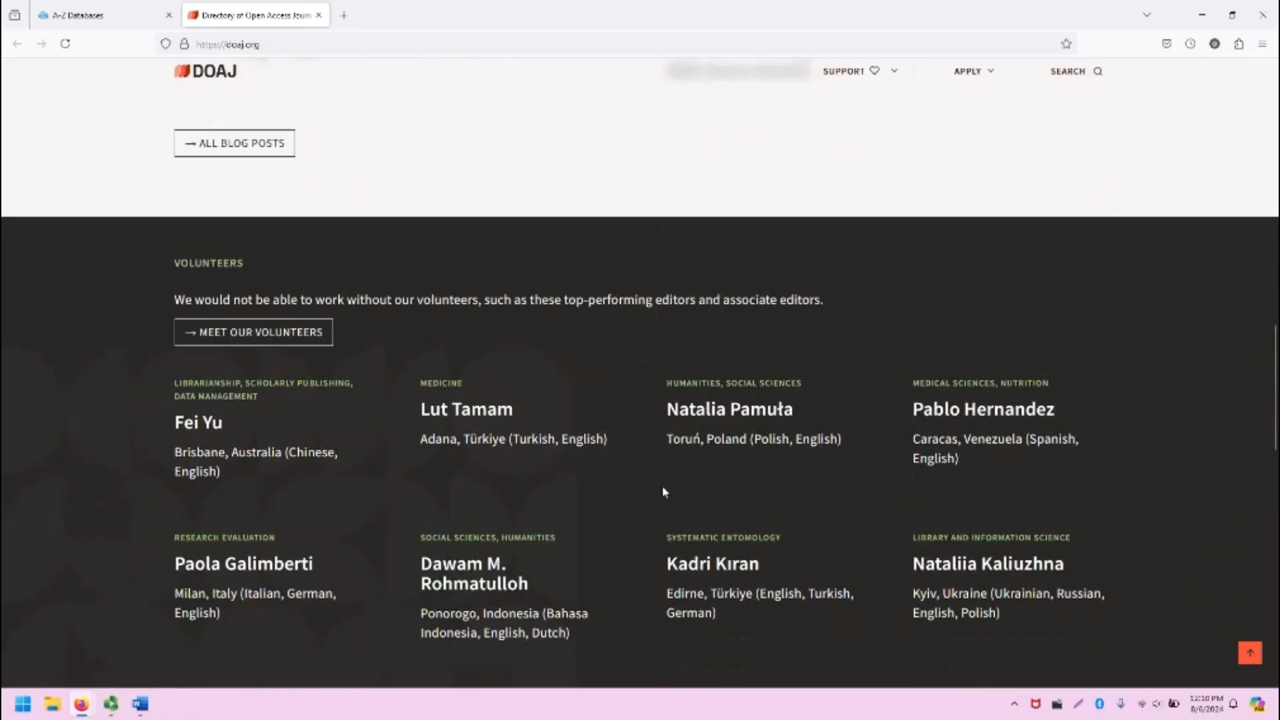 A-Z Databases
Directory of Open Access Journ
https://doaj.org
DOAJ
SUPPORT
APPLY
SEARCH
→ ALL BLOG POSTS
VOLUNTEERS
We would not be able to work without our volunteers, such as these top-performing editors and associate editors.
→ MEET OUR VOLUNTEERS
LIBRARIANSHIP, SCHOLARLY PUBLISHING,
DATA MANAGEMENT
Fei Yu
Brisbane, Australia (Chinese,
English)
MEDICINE
Lut Tamam
Adana, Türkiye (Turkish, English)
HUMANITIES, SOCIAL SCIENCES
Natalia Pamuła
Toruń, Poland (Polish, English)
MEDICAL SCIENCES, NUTRITION
Pablo Hernandez
Caracas, Venezuela (Spanish,
English)
RESEARCH EVALUATION
Paola Galimberti
Milan, Italy (Italian, German,
English)
SOCIAL SCIENCES, HUMANITIES
Dawam M.
Rohmatulloh
Ponorogo, Indonesia (Bahasa
Indonesia, English, Dutch)
SYSTEMATIC ENTOMOLOGY
Kadri Kıran
Edirne, Türkiye (English, Turkish,
German)
LIBRARY AND INFORMATION SCIENCE
Nataliia Kaliuzhna
Kyiv, Ukraine (Ukrainian, Russian,
English, Polish)
8/6/2024